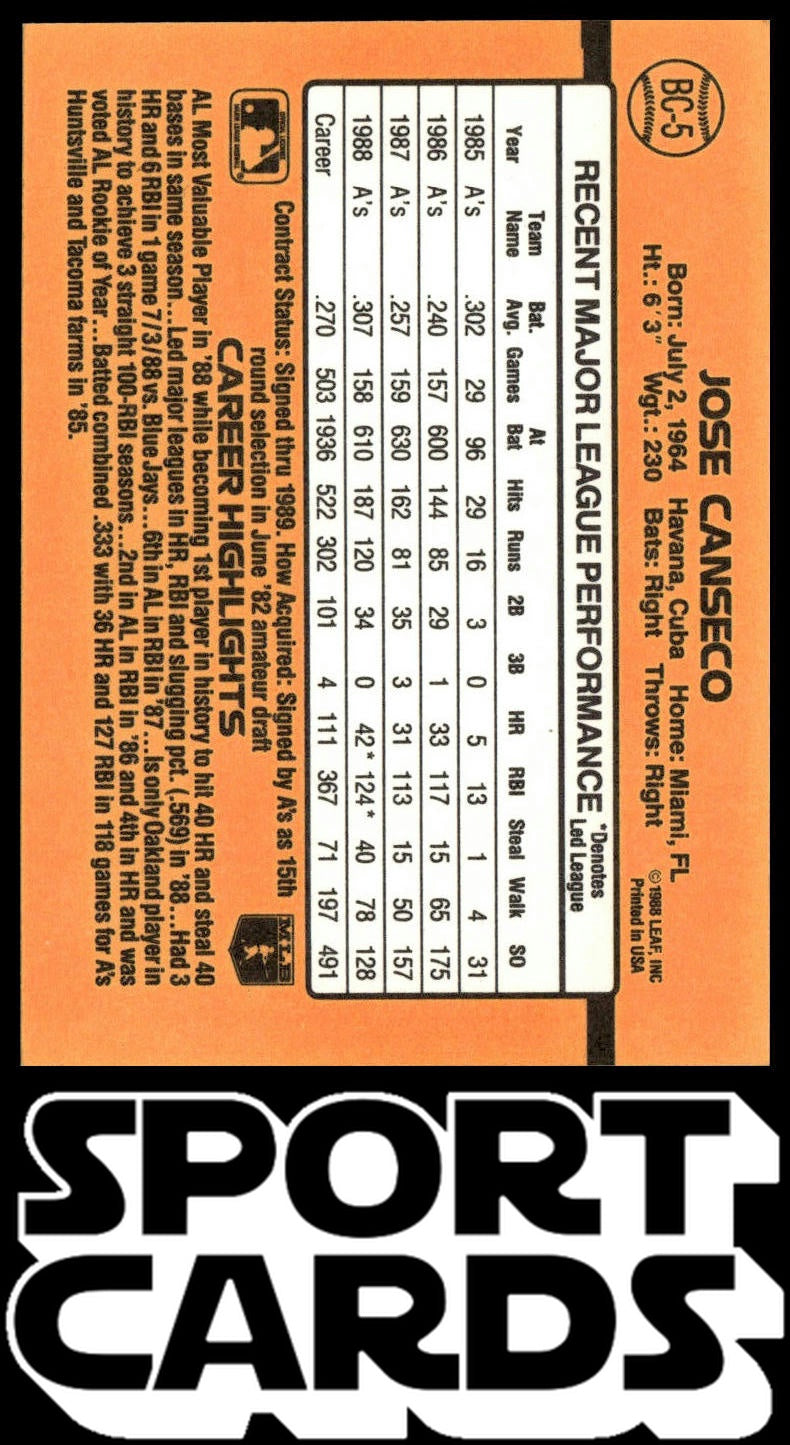 BC-5
JOSE CANSECO
Born: July 2, 1964 Havana, Cuba Home: Miami, FL
Ht.: 6'3" Wgt.: 230 Bats: Right Throws: Right
©1988 LEAF, INC
Printed in USA
RECENT MAJOR LEAGUE PERFORMANCE *Denotes
Led League
Team Bat. At
Year Name Avg. Games Bat Hits Runs 2B 3B HR RBI Steal Walk SO
1985 A's .302 29 96 29 16 3 0 5 13 1 4 31
1986 A's .240 157 600 144 85 29 1 33 117 15 65 175
1987 A's .257 159 630 162 81 35 3 31 113 15 50 157
1988 A's .307 158 610 187 120 34 0 42* 124* 40 78 128
Career .270 503 1936 522 302 101 4 111 367 71 197 491
Contract Status: Signed thru 1989. How Acquired: Signed by A's as 15th
round selection in June '82 amateur draft
CAREER HIGHLIGHTS
MLB
AL Most Valuable Player in '88 while becoming 1st player in history to hit 40 HR and steal 40
bases in same season...Led major leagues in HR, RBI and slugging pct. (.569) in '88...Had 3
HR and 6 RBI in 1 game 7/3/88 vs. Blue Jays...6th in AL in RBI in '87...Is only Oakland player in
history to achieve 3 straight 100-RBI seasons...2nd in AL in RBI in '86 and 4th in HR and was
voted AL Rookie of Year...Batted combined .333 with 36 HR and 127 RBI in 118 games for A's
Huntsville and Tacoma farms in '85.
SPORT
CARDS